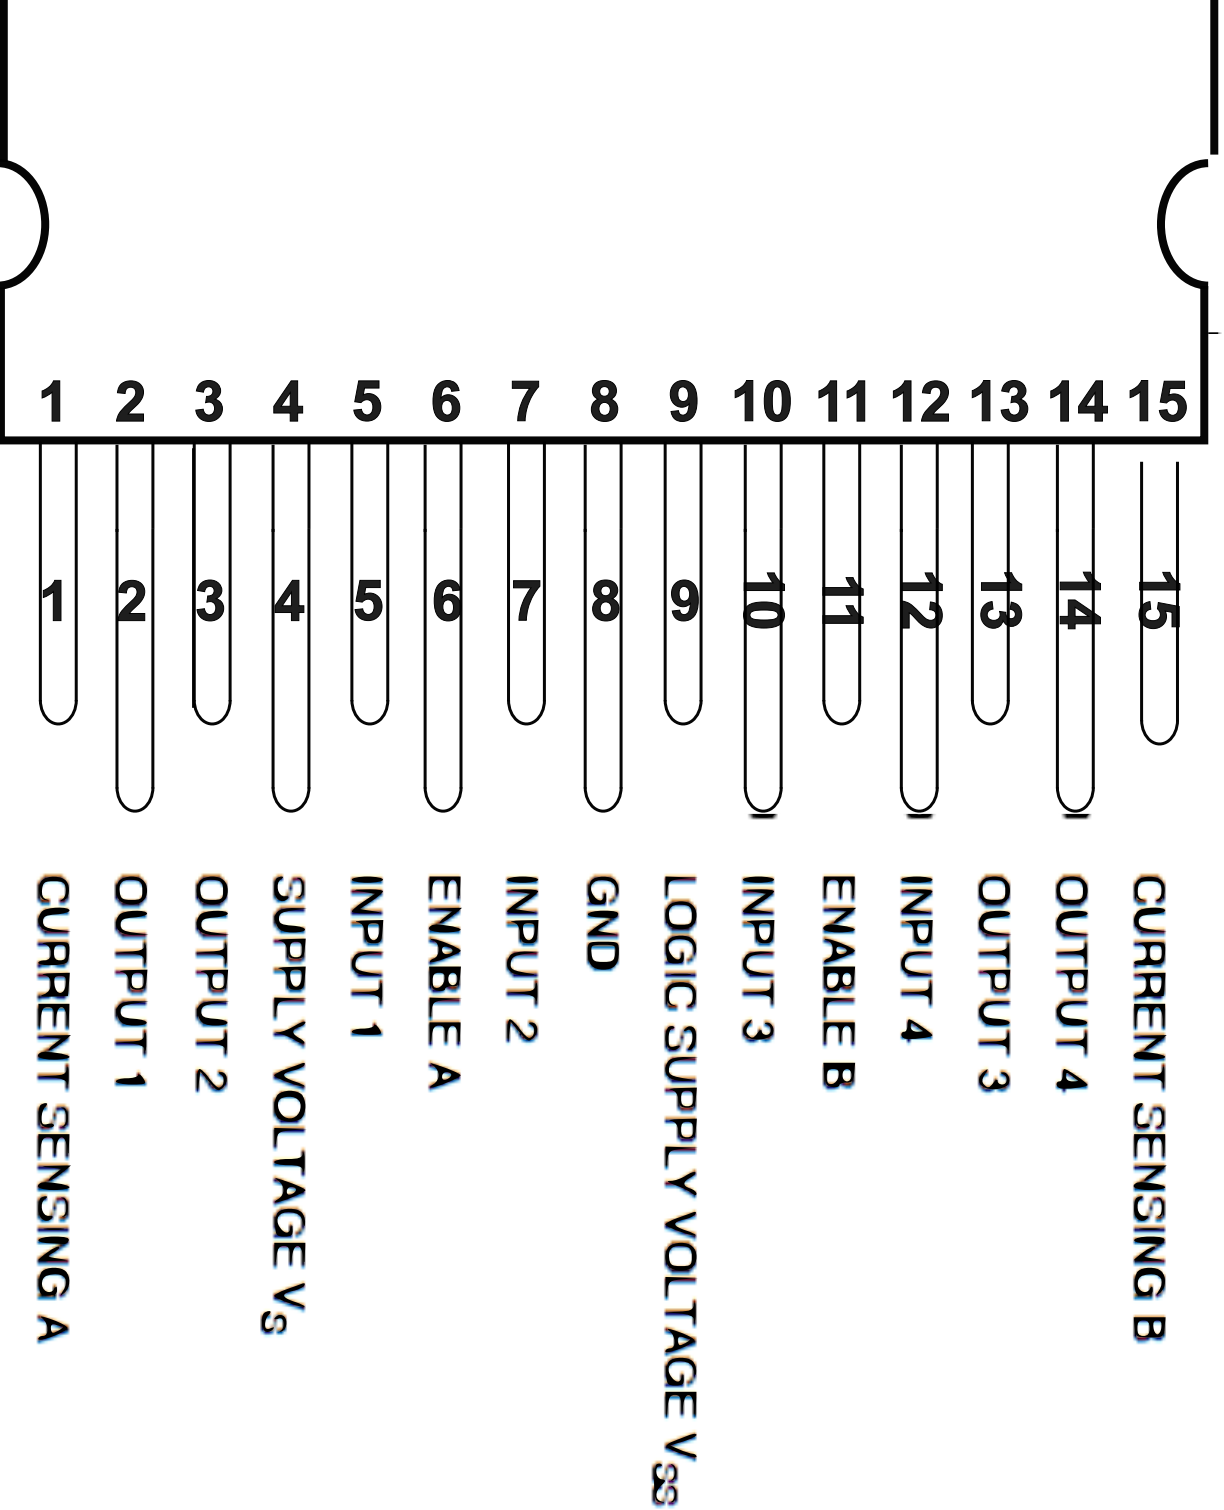 1 2 3 4 5 6 7 8 9 10 11 12 13 14 15
1 2 3 4 5 6 7 8 9 10 11 12 13 14 15
CURRENT SENSING A
OUTPUT 1
OUTPUT 2
SUPPLY VOLTAGE VS
INPUT 1
ENABLE A
INPUT 2
GND
LOGIC SUPPLY VOLTAGE VSS
INPUT 3
ENABLE B
INPUT 4
OUTPUT 3
OUTPUT 4
CURRENT SENSING B